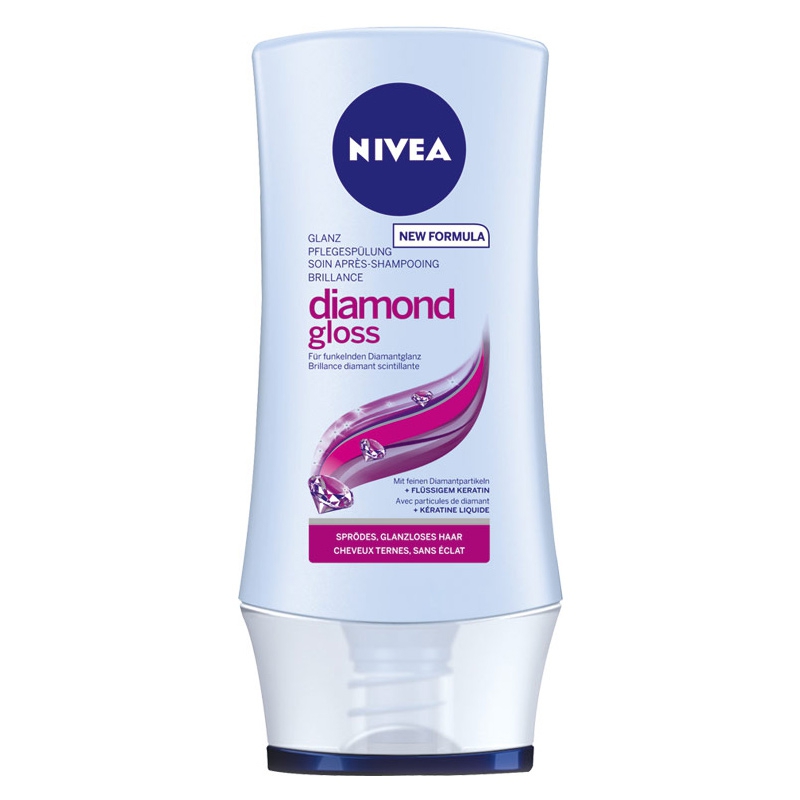 NIVEA
NEW FORMULA
GLANZ
PFLEGESPÜLUNG
SOIN APRÈS-SHAMPOOING
BRILLANCE
diamond
gloss
Für funkelnden Diamantglanz
Brillance diamant scintillante
Mit feinen Diamantpartikeln
+ FLÜSSIGEM KERATIN
Avec particules de diamant
+ KÉRATINE LIQUIDE
SPRÖDES, GLANZLOSES HAAR
CHEVEUX TERNES, SANS ÉCLAT